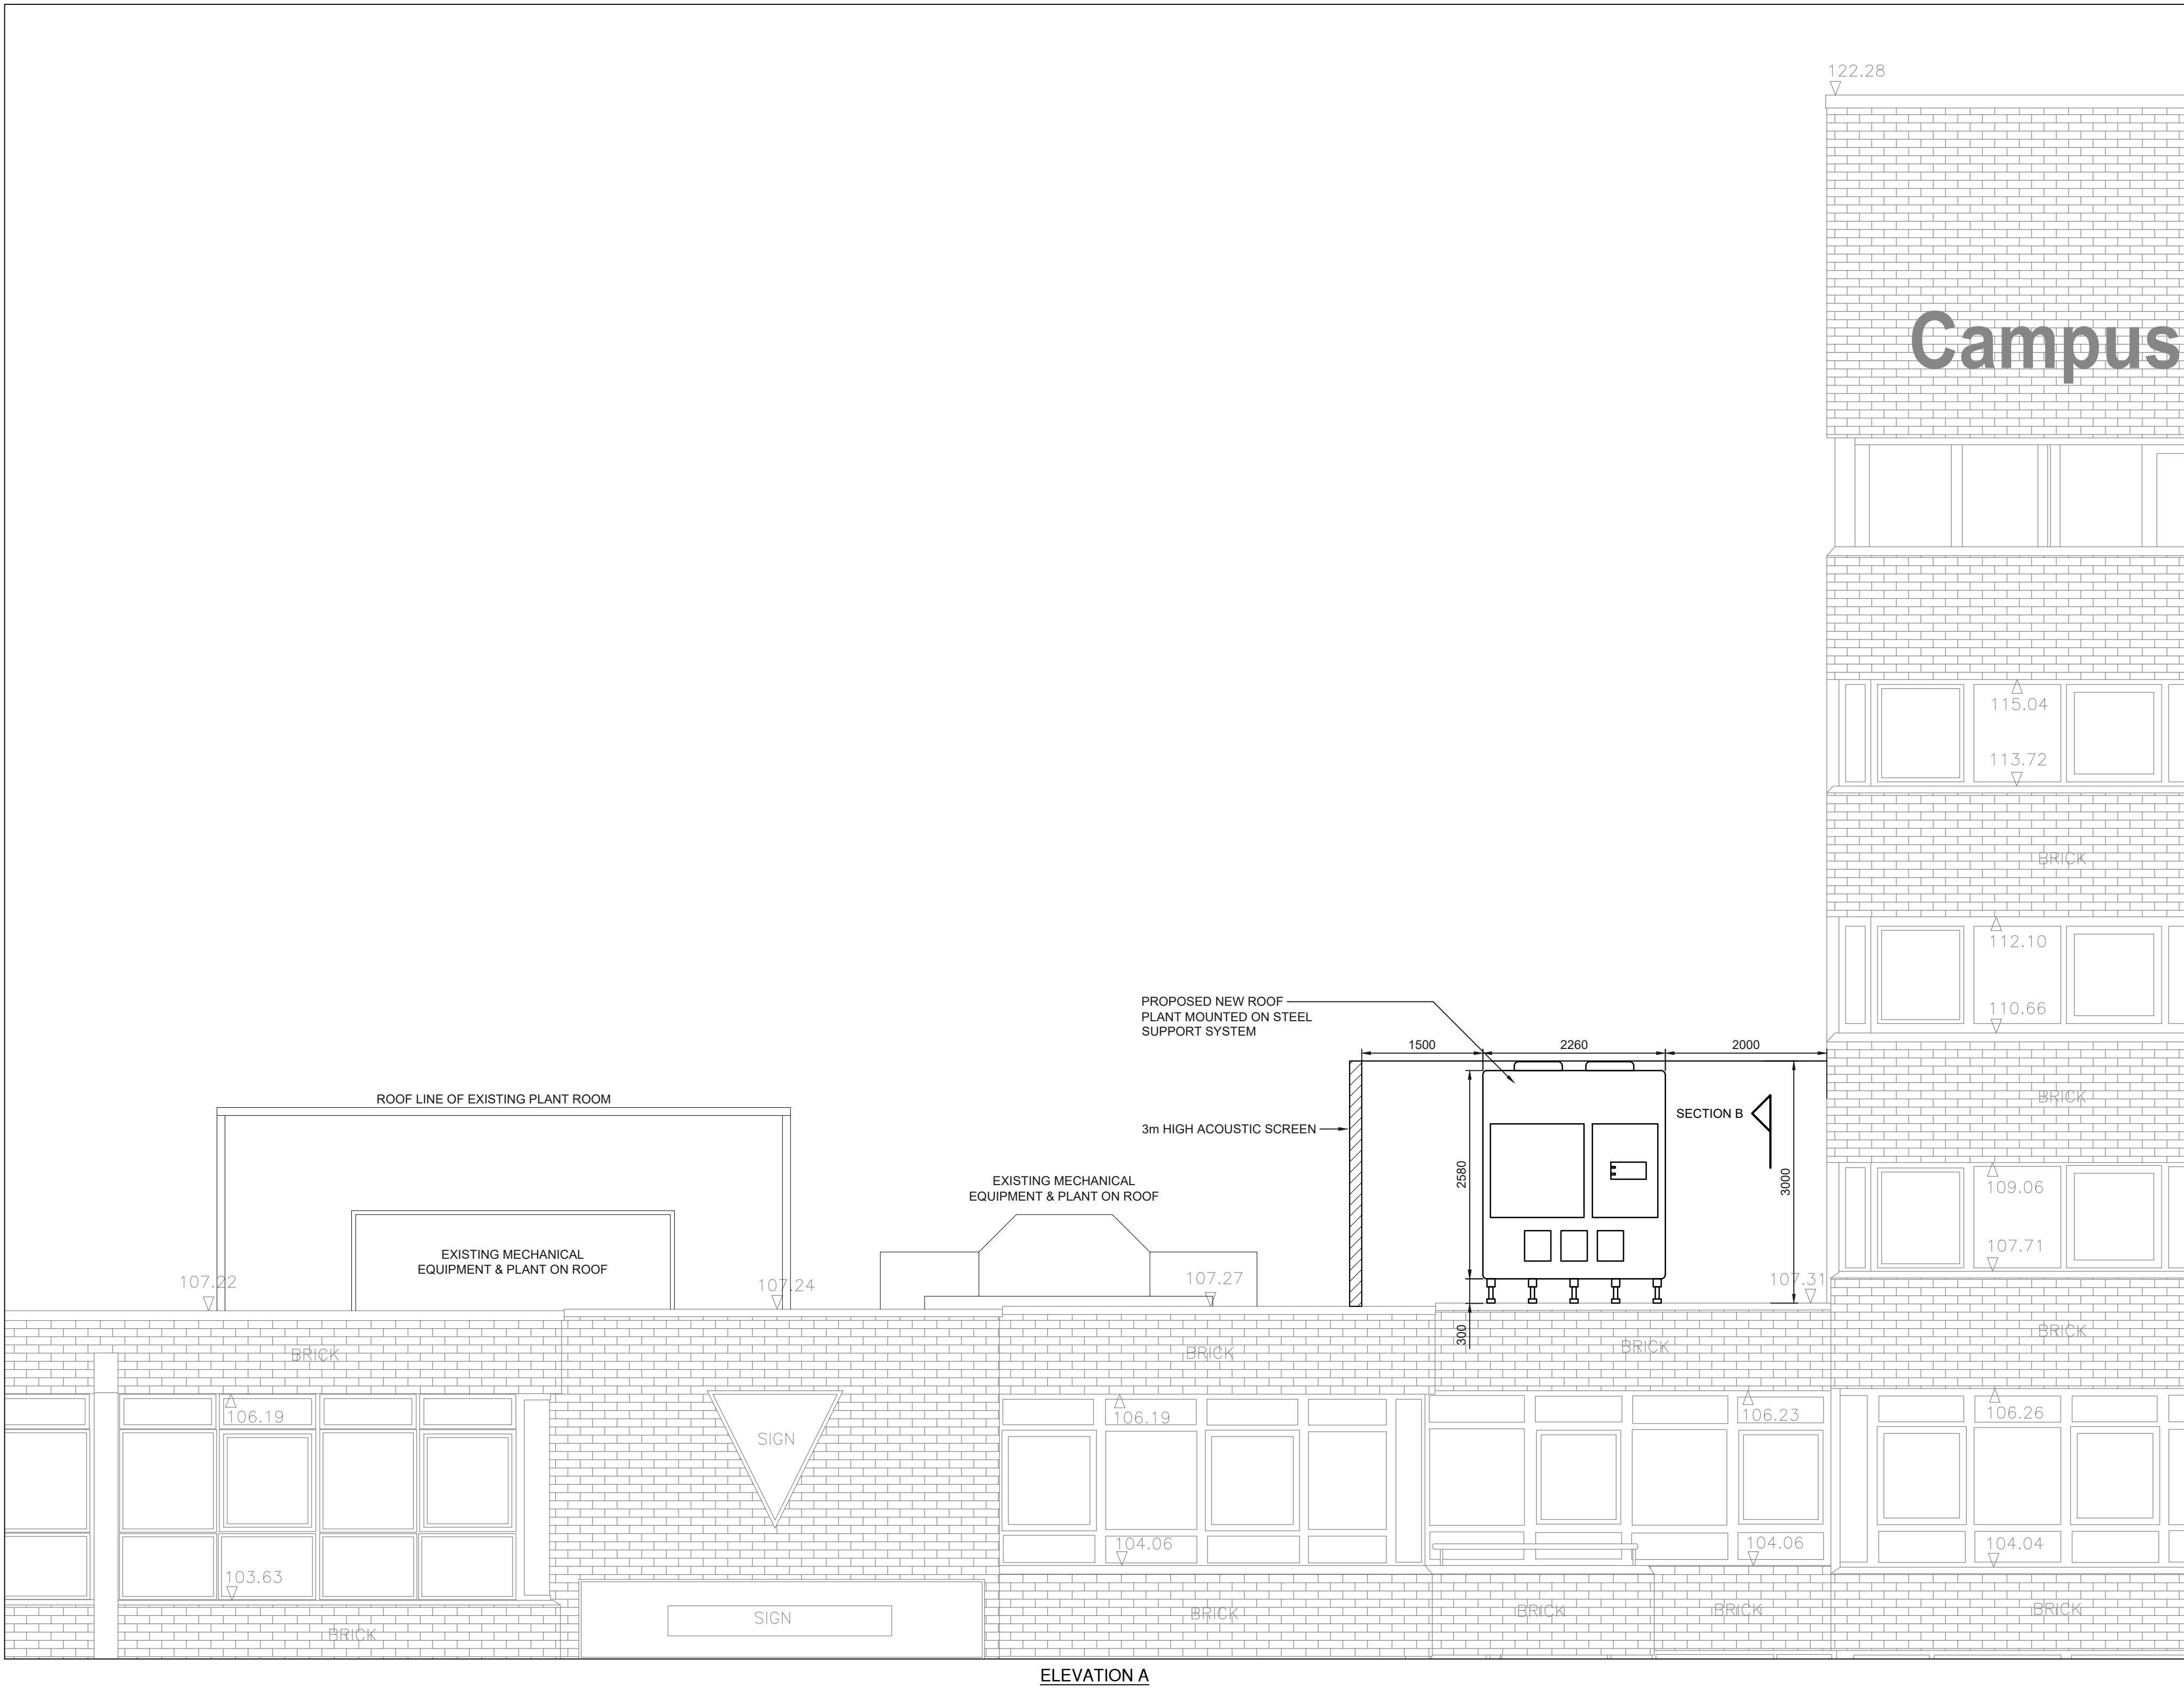 122.28
Campus
115.04
113.72
BRICK
112.10
110.66
PROPOSED NEW ROOF
PLANT MOUNTED ON STEEL
SUPPORT SYSTEM
1500
2260
2000
ROOF LINE OF EXISTING PLANT ROOM
BRICK
SECTION B
3m HIGH ACOUSTIC SCREEN
2580
3000
EXISTING MECHANICAL
EQUIPMENT & PLANT ON ROOF
109.06
EXISTING MECHANICAL
EQUIPMENT & PLANT ON ROOF
107.71
107.22
107.24
107.27
107.31
300
BRICK
BRICK
BRICK
BRICK
106.19
106.19
106.23
106.26
SIGN
104.06
104.06
104.04
103.63
SIGN
BRICK
BRICK
BRICK
BRICK
BRICK
ELEVATION A